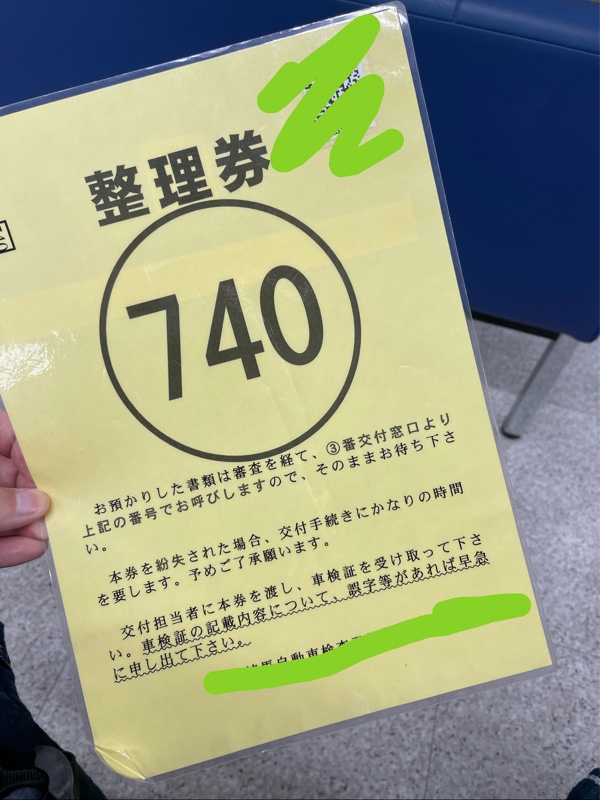 整理券
740
お預かりした書類は審査を経て、③番交付窓口より
上記の番号でお呼びしますので、そのままお待ち下さ
い。
本券を紛失された場合、交付手続きにかなりの時間
を要します。予めご了承願います。
交付担当者に本券を渡し、車検証を受け取って下さ
い。車検証の記載内容について、誤字等があれば早急
に申し出て下さい。
自動車検査